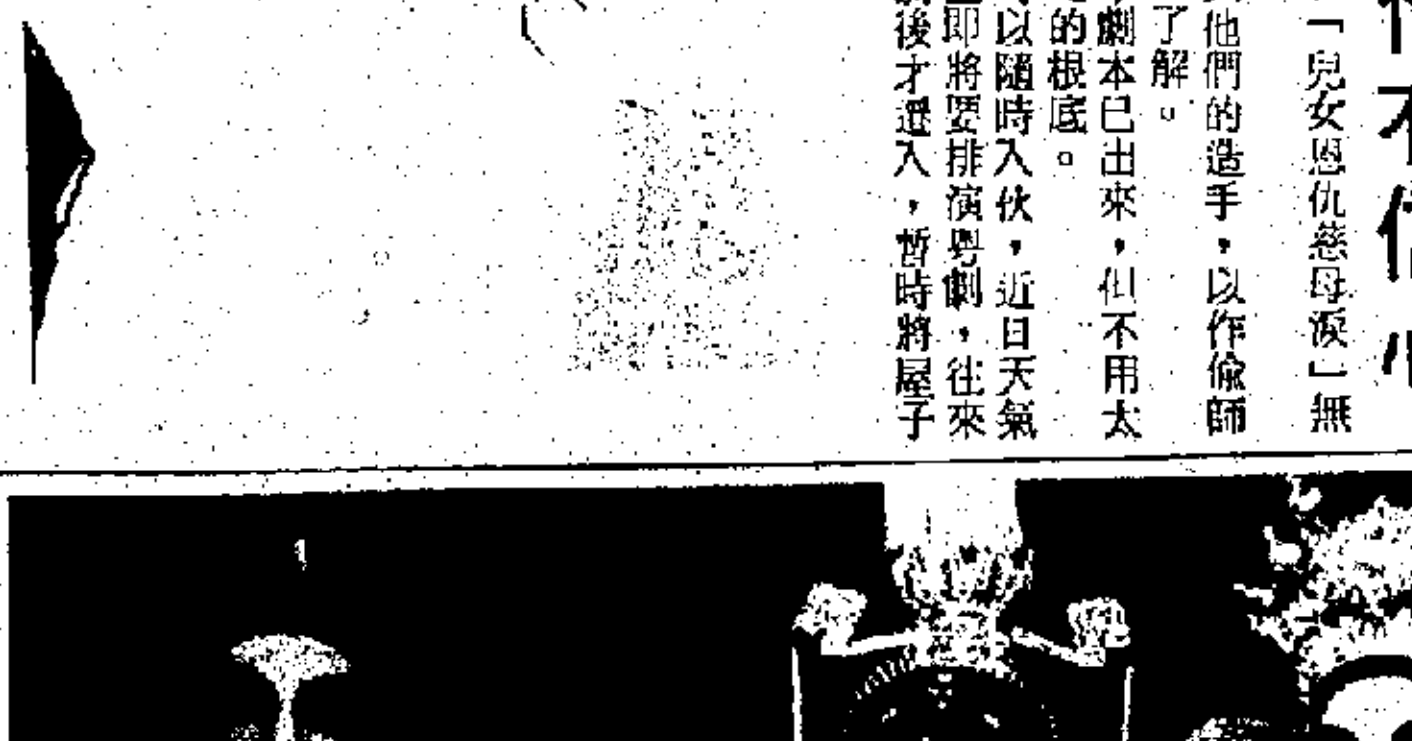 不信
「兒女恩仇慈母淚」無
他們的造手，以作偷師
了解。
劇本已出來，但不用太
的根底。
以隨時入伙，近日天氣
即將要排演粵劇，往來
後才遷入，暫時將屋子